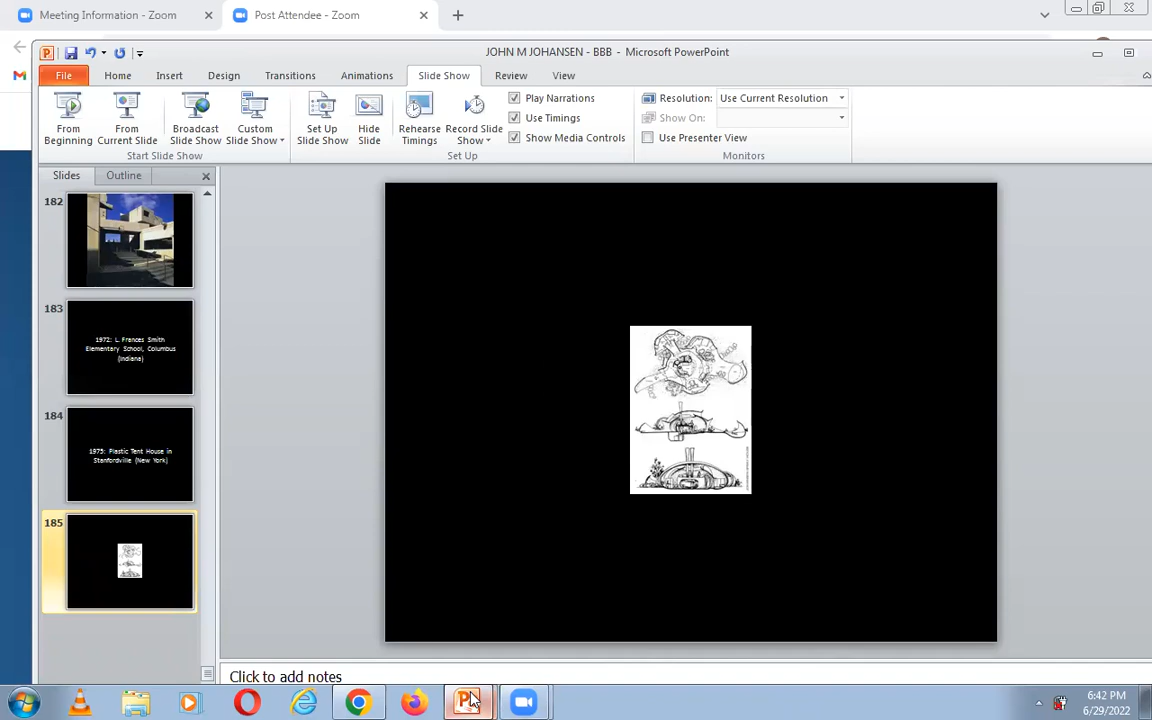 Meeting Information - Zoom
Post Attendee - Zoom
JOHN M JOHANSEN - BBB - Microsoft PowerPoint
File
Home
Insert
Design
Transitions
Animations
Slide Show
Review
View
From Beginning
From Current Slide
Broadcast Slide Show
Custom Slide Show
Start Slide Show
Set Up Slide Show
Hide Slide
Rehearse Timings
Record Slide Show
Play Narrations
Use Timings
Show Media Controls
Set Up
Resolution:
Use Current Resolution
Show On:
Use Presenter View
Monitors
Slides
Outline
182
183
1972: L. Frances Smith
Elementary School, Columbus
(Indiana)
184
1975: Plastic Tent House in
Stanfordville (New York)
185
Click to add notes
6:42 PM
6/29/2022